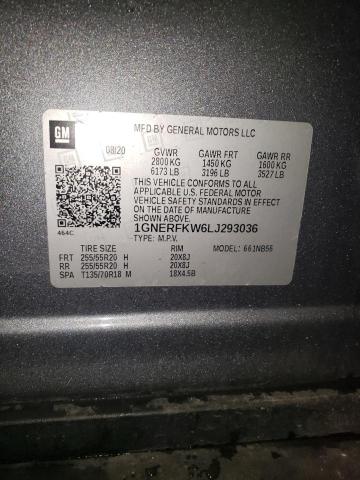 GM
MFD BY GENERAL MOTORS LLC
08/20 GVWR GAWR FRT GAWR RR
2800 KG 1450 KG 1600 KG
6173 LB 3196 LB 3527 LB
THIS VEHICLE CONFORMS TO ALL
APPLICABLE U.S. FEDERAL MOTOR
VEHICLE SAFETY STANDARDS IN EFFECT
ON THE DATE OF MANUFACTURE SHOWN
ABOVE.
1GNERFKW6LJ293036
TYPE: M.P.V.
464C
TIRE SIZE RIM MODEL: 661NB56
FRT 255/55R20 H 20X8J
RR 255/55R20 H 20X8J
SPA T135/70R18 M 18X4.5B